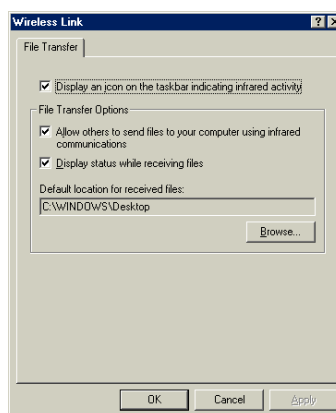 Wireless Link
File Transfer
Display an icon on the taskbar indicating infrared activity
File Transfer Options
Allow others to send files to your computer using infrared
communications
Display status while receiving files
Default location for received files:
C:\WINDOWS\Desktop
Browse...
OK Cancel Apply